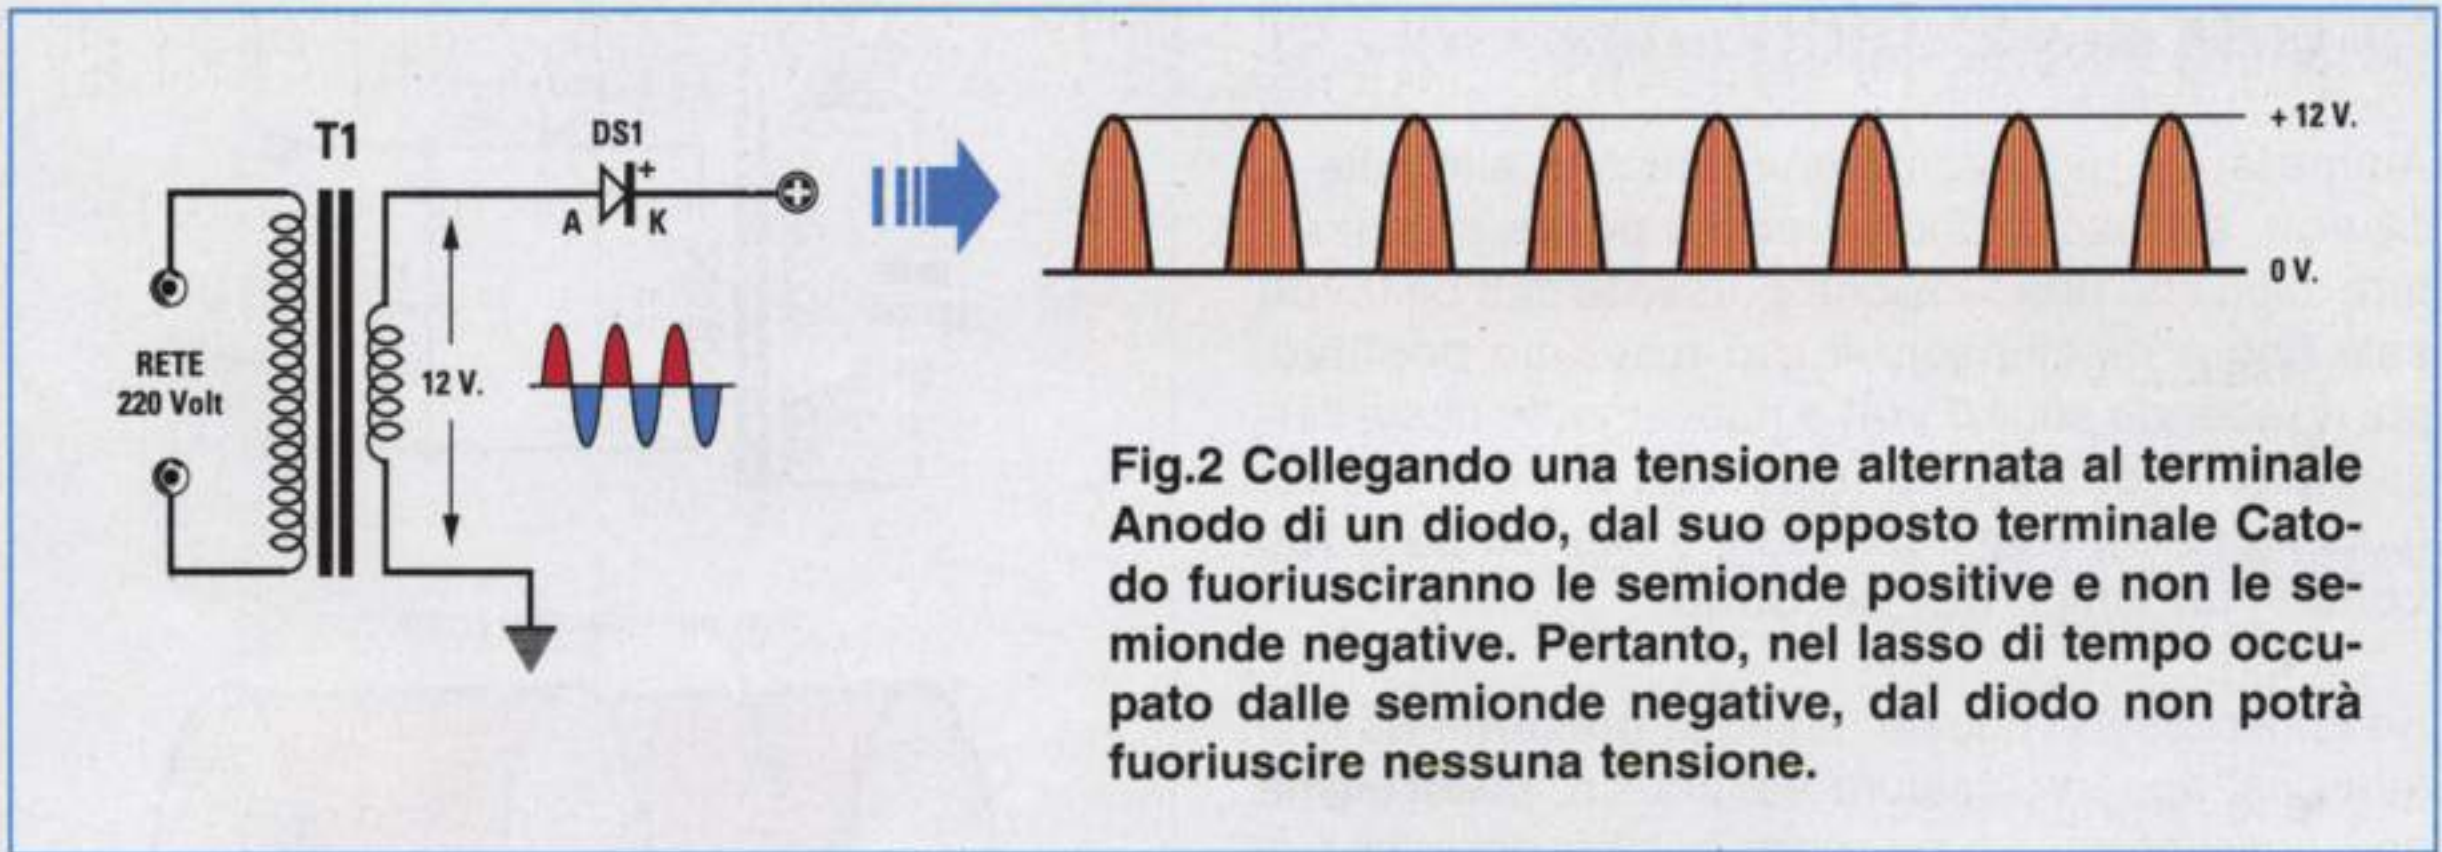 T1
DS1
+
A
K
+ 12 V.
0 V.
RETE
220 Volt
12 V.
Fig.2 Collegando una tensione alternata al terminale
Anodo di un diodo, dal suo opposto terminale Cato-
do fuoriusciranno le semionde positive e non le se-
mionde negative. Pertanto, nel lasso di tempo occu-
pato dalle semionde negative, dal diodo non potrà
fuoriuscire nessuna tensione.